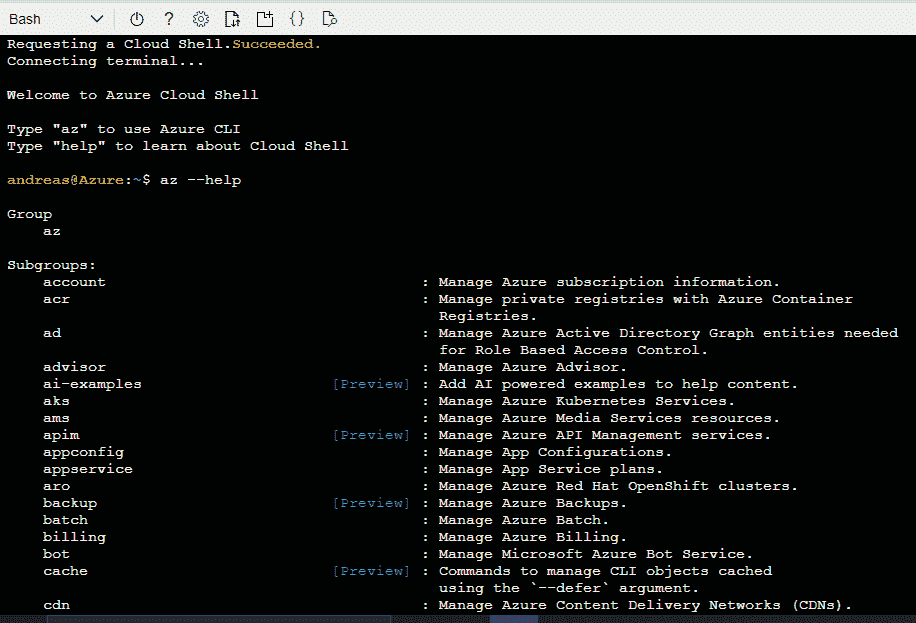 Bash
?
{}
Requesting a Cloud Shell.Succeeded.
Connecting terminal...
Welcome to Azure Cloud Shell
Type "az" to use Azure CLI
Type "help" to learn about Cloud Shell
andreas@Azure:~$ az --help
Group
az
Subgroups:
account : Manage Azure subscription information.
acr : Manage private registries with Azure Container
Registries.
ad : Manage Azure Active Directory Graph entities needed
for Role Based Access Control.
advisor : Manage Azure Advisor.
ai-examples [Preview] : Add AI powered examples to help content.
aks : Manage Azure Kubernetes Services.
ams : Manage Azure Media Services resources.
apim [Preview] : Manage Azure API Management services.
appconfig : Manage App Configurations.
appservice : Manage App Service plans.
aro : Manage Azure Red Hat OpenShift clusters.
backup [Preview] : Manage Azure Backups.
batch : Manage Azure Batch.
billing : Manage Azure Billing.
bot : Manage Microsoft Azure Bot Service.
cache [Preview] : Commands to manage CLI objects cached
using the `--defer` argument.
cdn : Manage Azure Content Delivery Networks (CDNs).